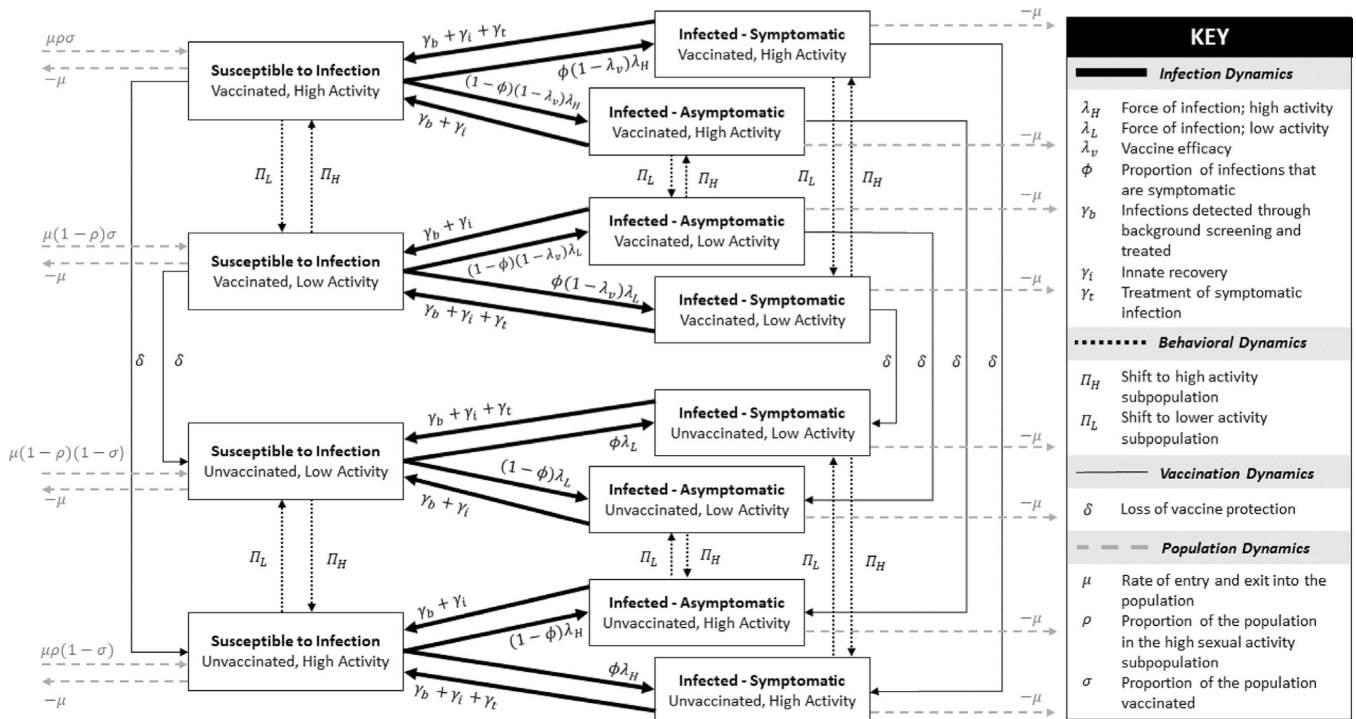 μρσ
−μ
Susceptible to Infection
Vaccinated, High Activity
γb + γi + γt
ϕ(1−λv)λH
(1−ϕ)(1−λv)λH
γb + γi
Infected - Symptomatic
Vaccinated, High Activity
−μ
Infected - Asymptomatic
Vaccinated, High Activity
−μ
ΠL
ΠH
ΠL
ΠH
ΠL
ΠH
μ(1−ρ)σ
−μ
Susceptible to Infection
Vaccinated, Low Activity
γb + γi
(1−ϕ)(1−λv)λL
ϕ(1−λv)λL
γb + γi + γt
Infected - Asymptomatic
Vaccinated, Low Activity
−μ
Infected - Symptomatic
Vaccinated, Low Activity
−μ
δ
δ
δ
δ
δ
δ
μ(1−ρ)(1−σ)
−μ
Susceptible to Infection
Unvaccinated, Low Activity
γb + γi + γt
ϕλL
(1−ϕ)λL
γb + γi
Infected - Symptomatic
Unvaccinated, Low Activity
−μ
Infected - Asymptomatic
Unvaccinated, Low Activity
−μ
ΠL
ΠH
ΠL
ΠH
ΠL
ΠH
μρ(1−σ)
−μ
Susceptible to Infection
Unvaccinated, High Activity
γb + γi
(1−ϕ)λH
ϕλH
γb + γi + γt
Infected - Asymptomatic
Unvaccinated, High Activity
−μ
Infected - Symptomatic
Unvaccinated, High Activity
−μ
KEY
Infection Dynamics
λH Force of infection; high activity
λL Force of infection; low activity
λv Vaccine efficacy
ϕ Proportion of infections that
are symptomatic
γb Infections detected through
background screening and
treated
γi Innate recovery
γt Treatment of symptomatic
infection
Behavioral Dynamics
ΠH Shift to high activity
subpopulation
ΠL Shift to lower activity
subpopulation
Vaccination Dynamics
δ Loss of vaccine protection
Population Dynamics
μ Rate of entry and exit into the
population
ρ Proportion of the population
in the high sexual activity
subpopulation
σ Proportion of the population
vaccinated